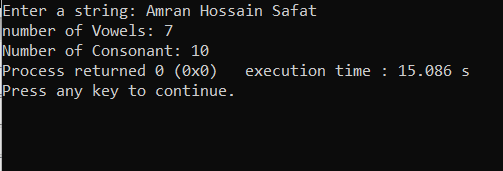 Enter a string: Amran Hossain Safat
number of Vowels: 7
Number of Consonant: 10
Process returned 0 (0x0)   execution time : 15.086 s
Press any key to continue.